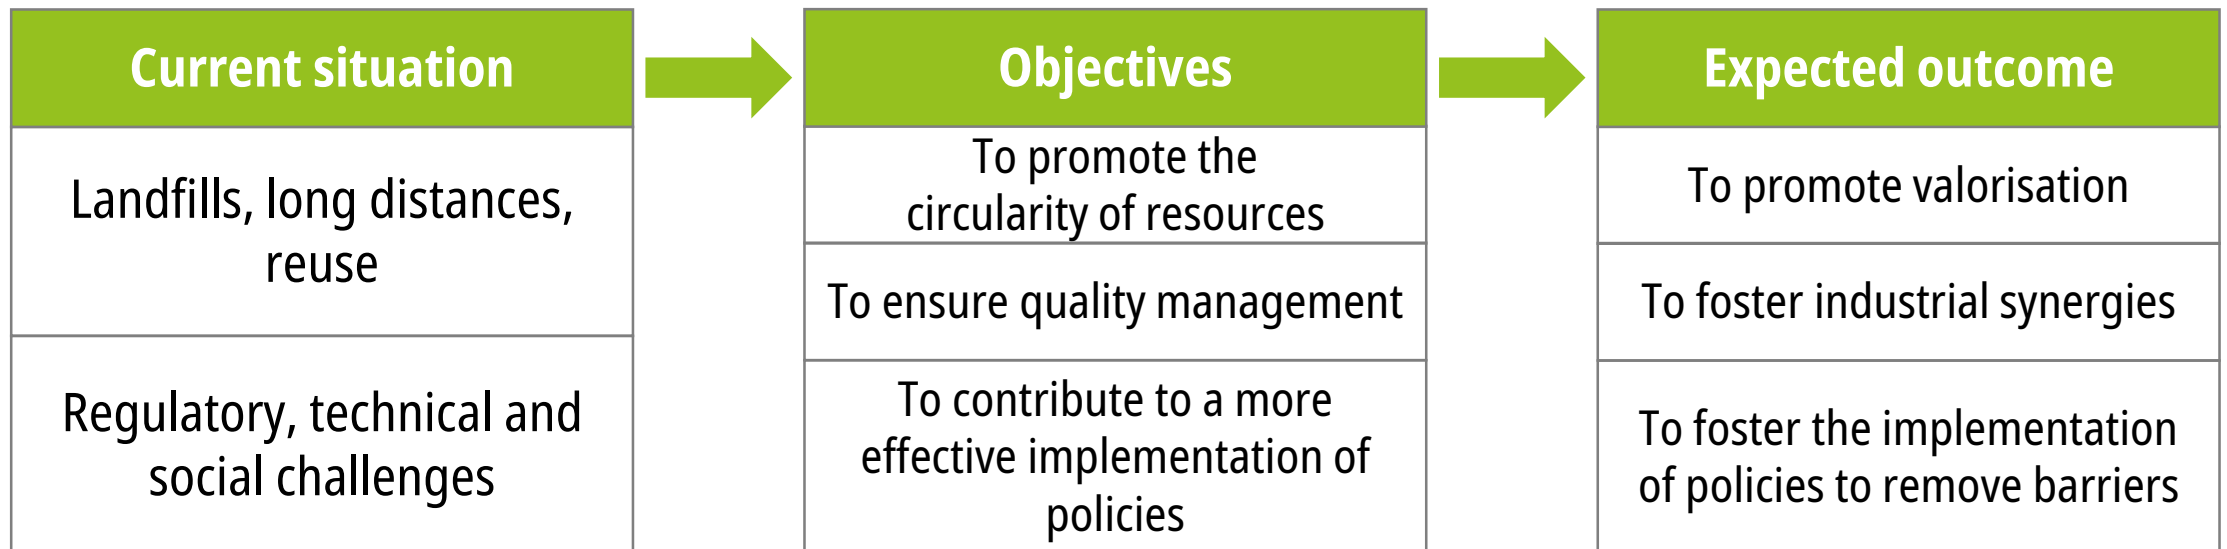 Current situation
Landfills, long distances,
reuse
Regulatory, technical and
social challenges
Objectives
To promote the
circularity of resources
To ensure quality management
To contribute to a more
effective implementation of
policies
Expected outcome
To promote valorisation
To foster industrial synergies
To foster the implementation
of policies to remove barriers